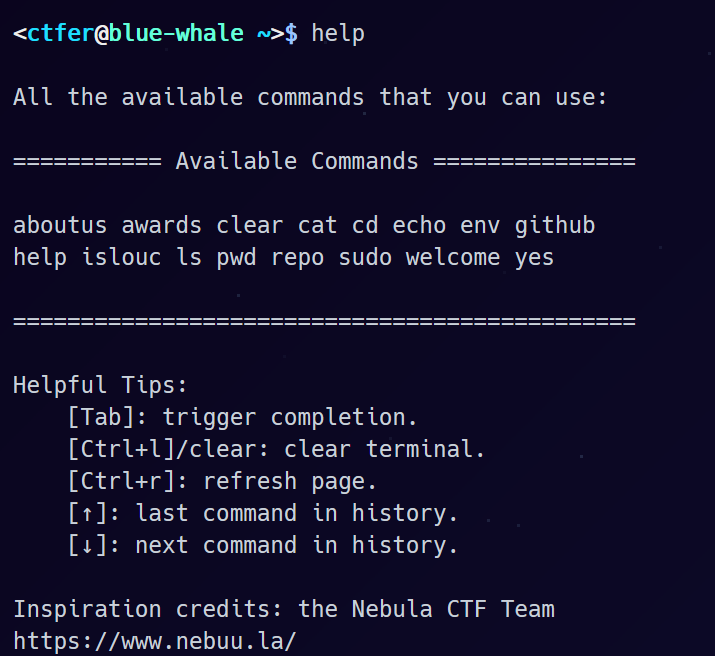 <ctfer@blue-whale ~>$ help
All the available commands that you can use:
=========== Available Commands ===============
aboutus awards clear cat cd echo env github
help islouc ls pwd repo sudo welcome yes
==============================================
Helpful Tips:
[Tab]: trigger completion.
[Ctrl+l]/clear: clear terminal.
[Ctrl+r]: refresh page.
[↑]: last command in history.
[↓]: next command in history.
Inspiration credits: the Nebula CTF Team
https://www.nebuu.la/